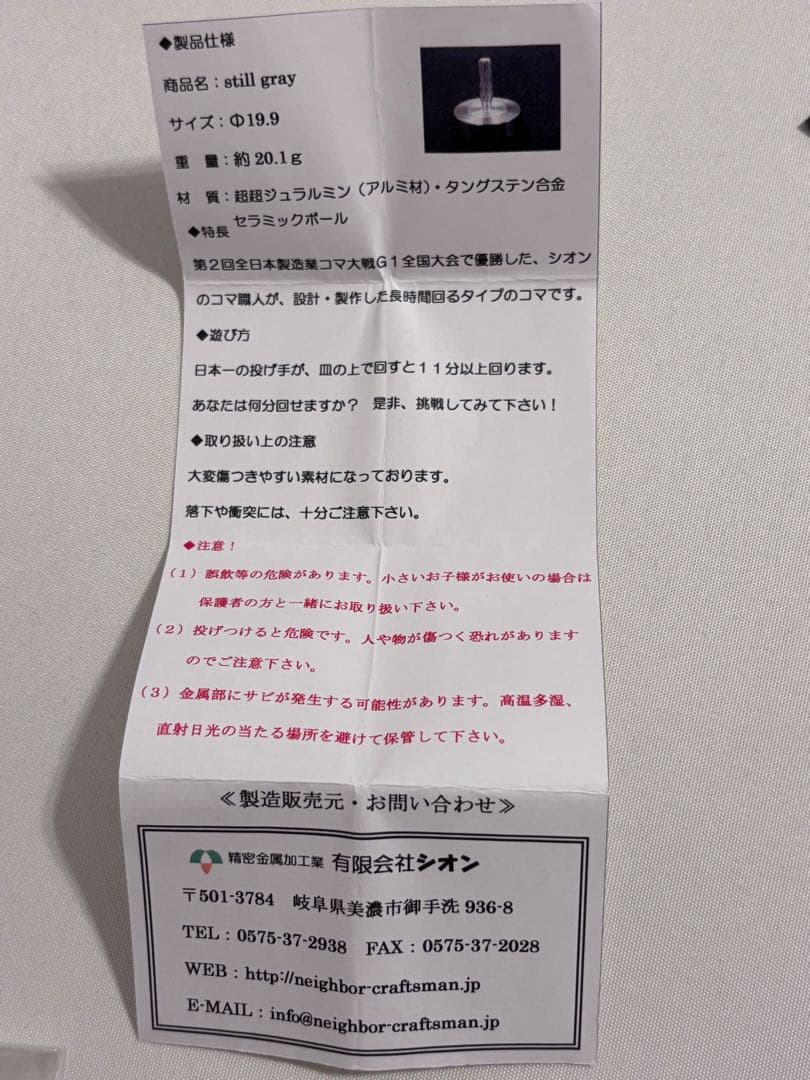 ◆製品仕様
商品名：still gray
サイズ：Φ19.9
重　量：約20.1g
材　質：超超ジュラルミン（アルミ材）・タングステン合金
セラミックボール
◆特長
第２回全日本製造業コマ大戦G１全国大会で優勝した、シオン
のコマ職人が、設計・製作した長時間回るタイプのコマです。
◆遊び方
日本一の投げ手が、皿の上で回すと１１分以上回ります。
あなたは何分回せますか？　是非、挑戦してみて下さい！
◆取り扱い上の注意
大変傷つきやすい素材になっております。
落下や衝突には、十分ご注意下さい。
◆注意！
（１）誤飲等の危険があります。小さいお子様がお使いの場合は
保護者の方と一緒にお取り扱い下さい。
（２）投げつけると危険です。人や物が傷つく恐れがあります
のでご注意下さい。
（３）金属部にサビが発生する可能性があります。高温多湿、
直射日光の当たる場所を避けて保管して下さい。
≪製造販売元・お問い合わせ≫
精密金属加工業 有限会社シオン
〒501-3784　岐阜県美濃市御手洗 936-8
TEL：0575-37-2938　FAX：0575-37-2028
WEB：http://neighbor-craftsman.jp
E-MAIL：info@neighbor-craftsman.jp